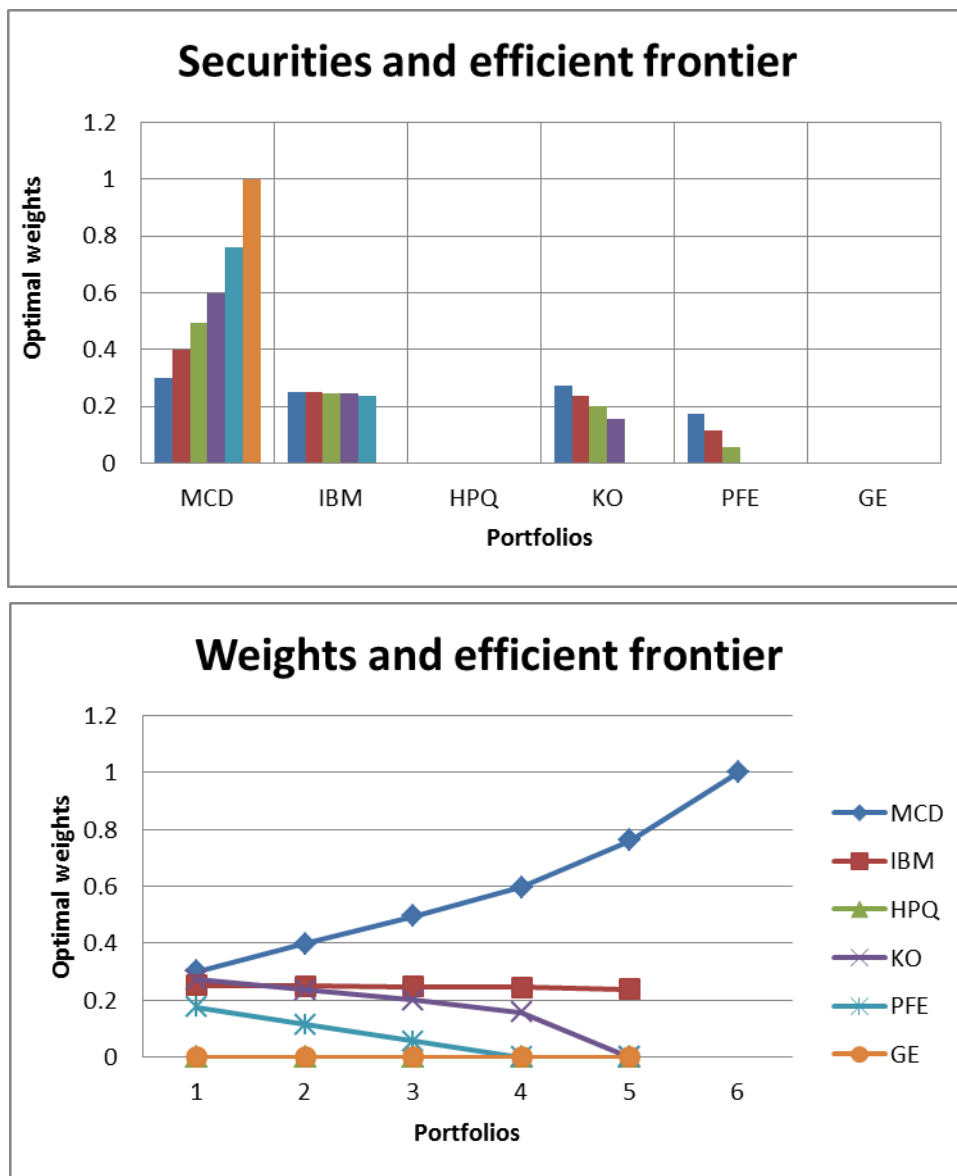 Securities and efficient frontier
Optimal weights
1.2
1
0.8
0.6
0.4
0.2
0
MCD IBM HPQ KO PFE GE
Portfolios
Weights and efficient frontier
Optimal weights
1.2
1
0.8
0.6
0.4
0.2
0
1 2 3 4 5 6
Portfolios
MCD
IBM
HPQ
KO
PFE
GE